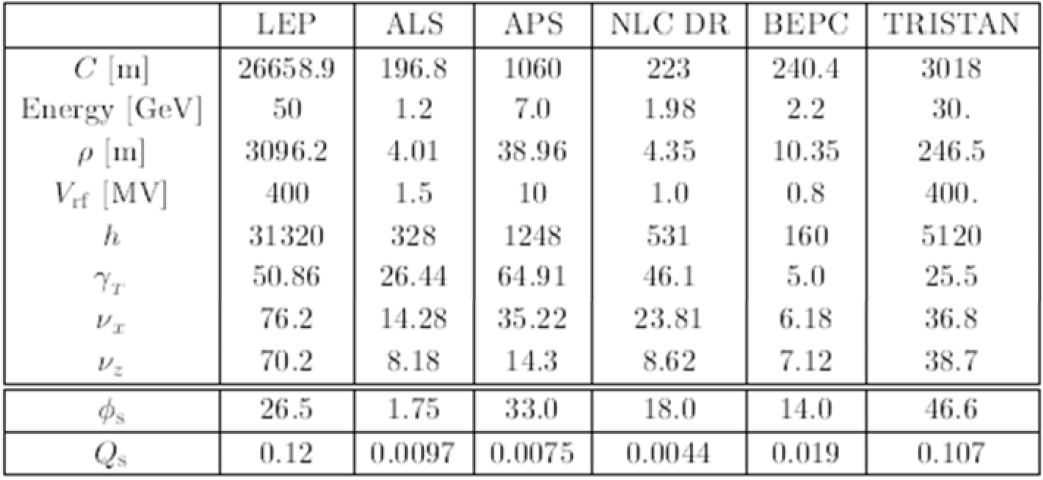 LEP ALS APS NLC DR BEPC TRISTAN
C [m] 26658.9 196.8 1060 223 240.4 3018
Energy [GeV] 50 1.2 7.0 1.98 2.2 30.
ρ [m] 3096.2 4.01 38.96 4.35 10.35 246.5
V_rf [MV] 400 1.5 10 1.0 0.8 400.
h 31320 328 1248 531 160 5120
γ_T 50.86 26.44 64.91 46.1 5.0 25.5
ν_x 76.2 14.28 35.22 23.81 6.18 36.8
ν_z 70.2 8.18 14.3 8.62 7.12 38.7
ϕ_s 26.5 1.75 33.0 18.0 14.0 46.6
Q_s 0.12 0.0097 0.0075 0.0044 0.019 0.107